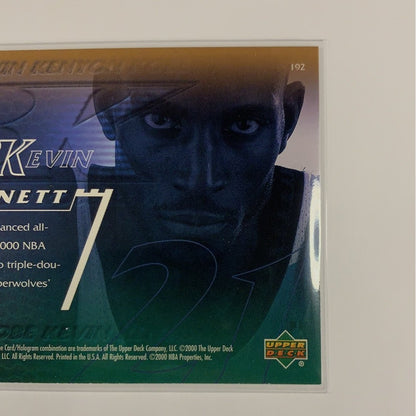 192
KEVIN KENYON
KEVIN
NETT
anced all-
000 NBA
o triple-dou-
perwolves'
21
n Card/Hologram combination are trademarks of The Upper Deck Company, LLC. ©2000 The Upper Deck
LLC. All Rights Reserved. Printed in the U.S.A. All Rights Reserved. ©2000 NBA Properties, Inc.
UPPER
DECK
®